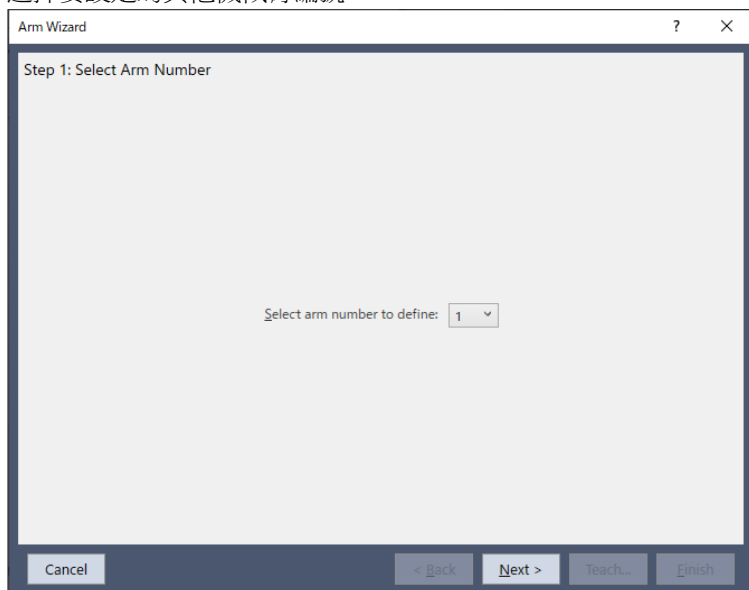 Arm Wizard ? ×
Step 1: Select Arm Number
Select arm number to define: 1
Cancel < Back Next > Teach... Finish